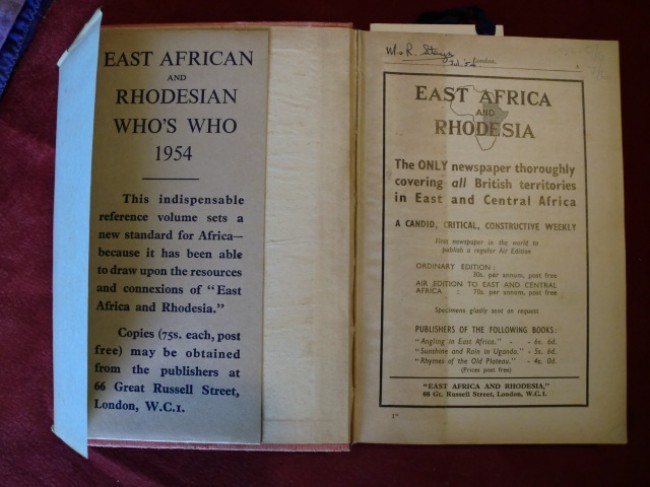 EAST AFRICAN
AND
RHODESIAN
WHO'S WHO
1954
This indispensable
reference volume sets a
new standard for Africa—
because it has been able
to draw upon the resources
and connexions of "East
Africa and Rhodesia."
Copies (75s. each, post
free) may be obtained
from the publishers at
66 Great Russell Street,
London, W.C.1.
London.
EAST AFRICA
AND
RHODESIA
The ONLY newspaper thoroughly
covering all British territories
in East and Central Africa
A CANDID, CRITICAL, CONSTRUCTIVE WEEKLY
First newspaper in the world to
publish a regular Air Edition
ORDINARY EDITION :
30s. per annum, post free
AIR EDITION TO EAST AND CENTRAL
AFRICA : 70s. per annum, post free
Specimens gladly sent on request
PUBLISHERS OF THE FOLLOWING BOOKS :
"Angling in East Africa." - - 6s. 6d.
"Sunshine and Rain in Uganda." - 5s. 6d.
"Rhymes of the Old Plateau." - 4s. 0d.
(Prices post free)
"EAST AFRICA AND RHODESIA,"
66 Gt. Russell Street, London, W.C.1.
1*